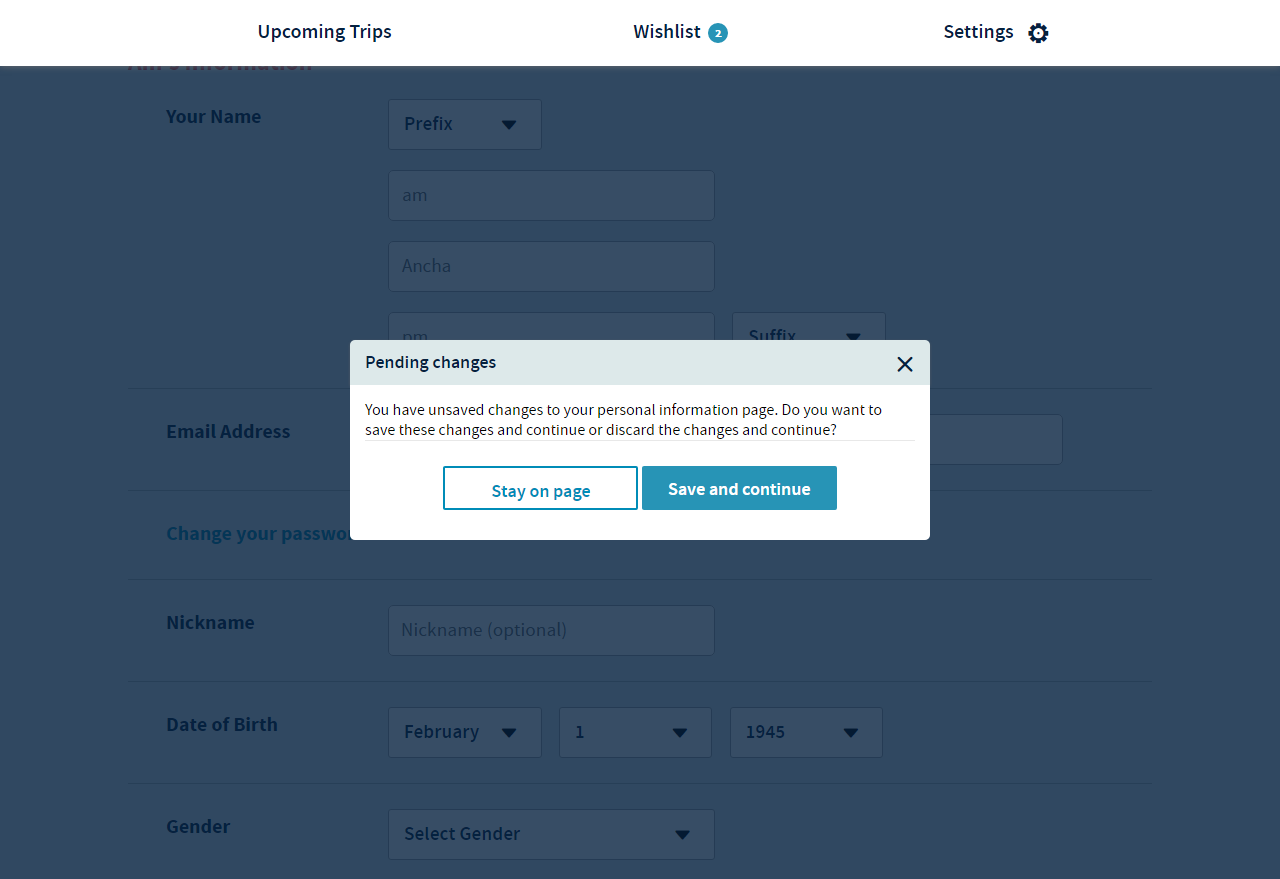 Upcoming Trips
Wishlist 2
Settings
Your Name
Prefix
am
Ancha
pm
Suffix
Pending changes
You have unsaved changes to your personal information page. Do you want to
save these changes and continue or discard the changes and continue?
Stay on page
Save and continue
Email Address
Change your passwor
Nickname
Nickname (optional)
Date of Birth
February
1
1945
Gender
Select Gender